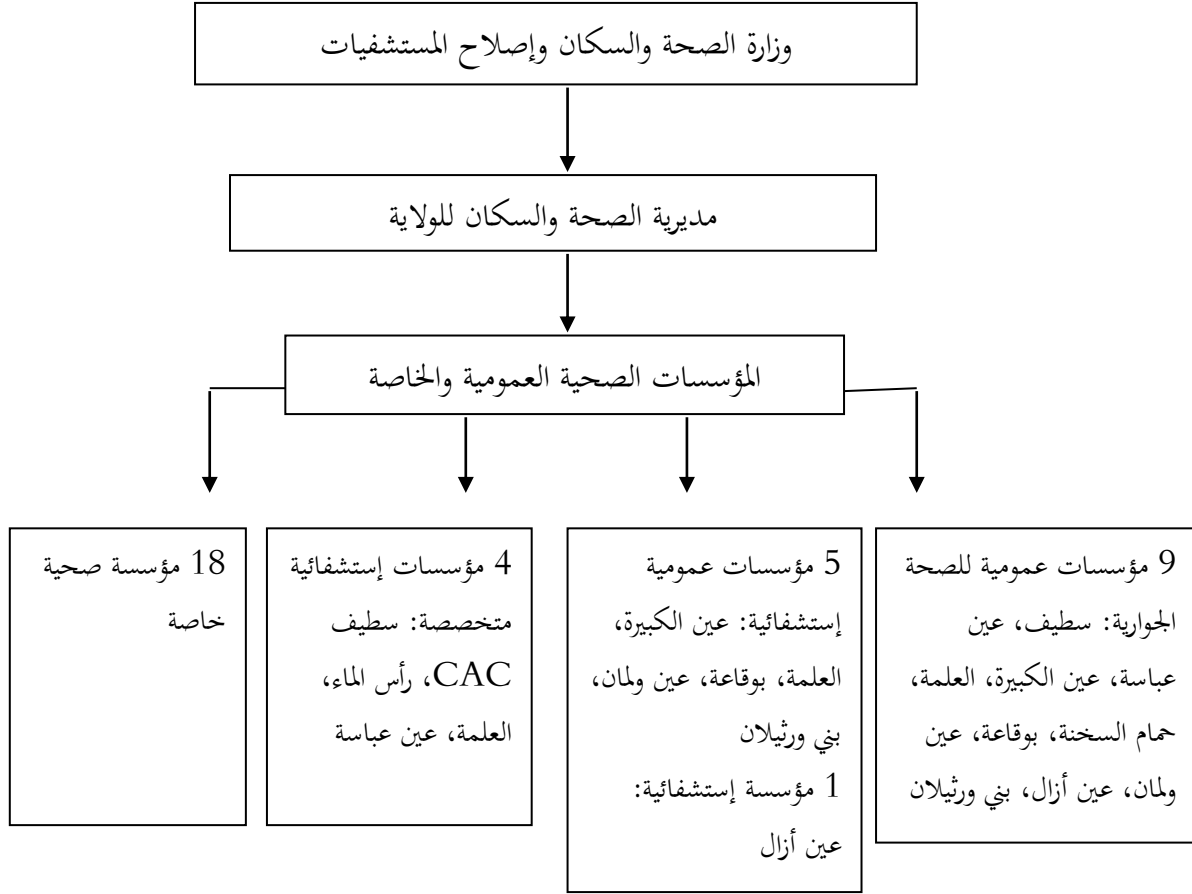 وزارة الصحة والسكان وإصلاح المستشفيات
مديرية الصحة والسكان للولاية
المؤسسات الصحية العمومية والخاصة
9 مؤسسات عمومية للصحة
الجوارية: سطيف، عين
عباسة، عين الكبيرة، العلمة،
حمام السخنة، بوقاعة، عين
ولمان، عين أزال، بني ورثيلان
5 مؤسسات عمومية
إستشفائية: عين الكبيرة،
العلمة، بوقاعة، عين ولمان،
بني ورثيلان
1 مؤسسة إستشفائية:
عين أزال
4 مؤسسات إستشفائية
متخصصة: سطيف
CAC، رأس الماء،
العلمة، عين عباسة
18 مؤسسة صحية
خاصة